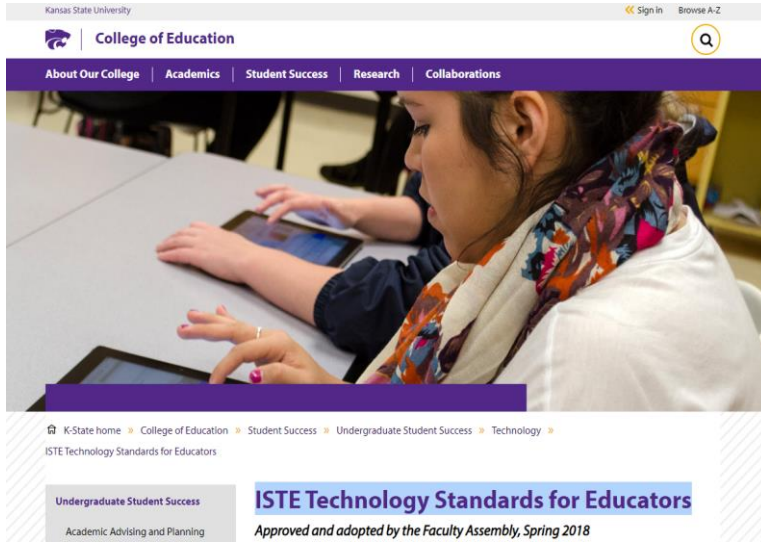 Kansas State University
Sign in Browse A-Z
College of Education
About Our College Academics Student Success Research Collaborations
K-State home » College of Education » Student Success » Undergraduate Student Success » Technology »
ISTE Technology Standards for Educators
Undergraduate Student Success
Academic Advising and Planning
ISTE Technology Standards for Educators
Approved and adopted by the Faculty Assembly, Spring 2018